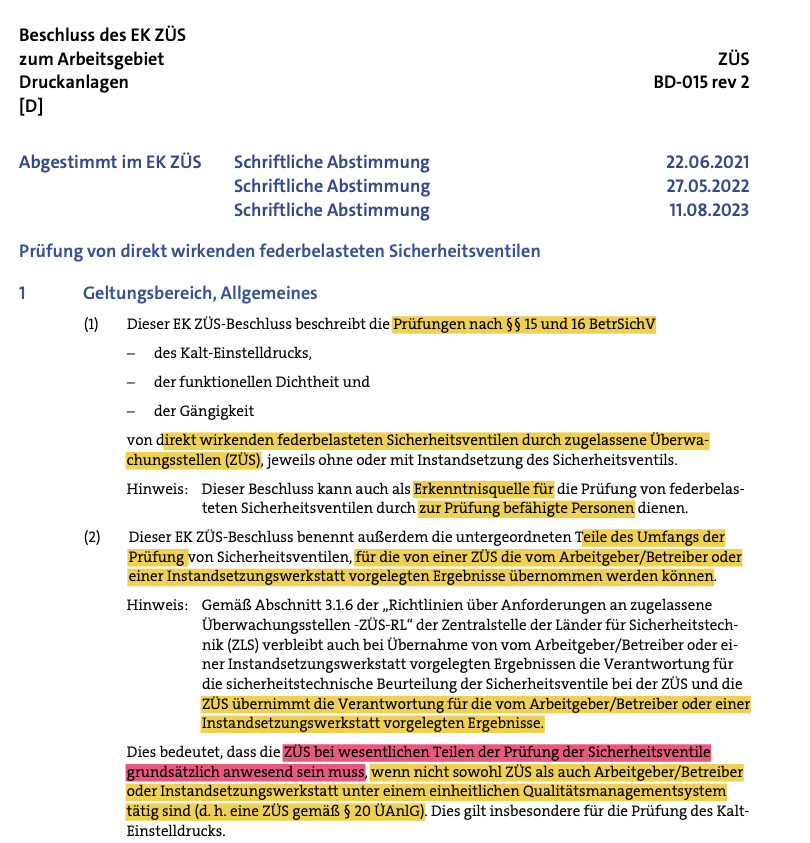 Beschluss des EK ZÜS
zum Arbeitsgebiet
Druckanlagen
[D]
ZÜS
BD-015 rev 2
Abgestimmt im EK ZÜS Schriftliche Abstimmung 22.06.2021
Schriftliche Abstimmung 27.05.2022
Schriftliche Abstimmung 11.08.2023
Prüfung von direkt wirkenden federbelasteten Sicherheitsventilen
1 Geltungsbereich, Allgemeines
(1) Dieser EK ZÜS-Beschluss beschreibt die Prüfungen nach §§ 15 und 16 BetrSichV
– des Kalt-Einstelldrucks,
– der funktionellen Dichtheit und
– der Gängigkeit
von direkt wirkenden federbelasteten Sicherheitsventilen durch zugelassene Überwa-
chungsstellen (ZÜS), jeweils ohne oder mit Instandsetzung des Sicherheitsventils.
Hinweis: Dieser Beschluss kann auch als Erkenntnisquelle für die Prüfung von federbelas-
teten Sicherheitsventilen durch zur Prüfung befähigte Personen dienen.
(2) Dieser EK ZÜS-Beschluss benennt außerdem die untergeordneten Teile des Umfangs der
Prüfung von Sicherheitsventilen, für die von einer ZÜS die vom Arbeitgeber/Betreiber oder
einer Instandsetzungswerkstatt vorgelegten Ergebnisse übernommen werden können.
Hinweis: Gemäß Abschnitt 3.1.6 der „Richtlinien über Anforderungen an zugelassene
Überwachungsstellen -ZÜS-RL“ der Zentralstelle der Länder für Sicherheitstech-
nik (ZLS) verbleibt auch bei Übernahme von vom Arbeitgeber/Betreiber oder ei-
ner Instandsetzungswerkstatt vorgelegten Ergebnissen die Verantwortung für
die sicherheitstechnische Beurteilung der Sicherheitsventile bei der ZÜS und die
ZÜS übernimmt die Verantwortung für die vom Arbeitgeber/Betreiber oder einer
Instandsetzungswerkstatt vorgelegten Ergebnisse.
Dies bedeutet, dass die ZÜS bei wesentlichen Teilen der Prüfung der Sicherheitsventile
grundsätzlich anwesend sein muss, wenn nicht sowohl ZÜS als auch Arbeitgeber/Betreiber
oder Instandsetzungswerkstatt unter einem einheitlichen Qualitätsmanagementsystem
tätig sind (d. h. eine ZÜS gemäß § 20 ÜAnlG). Dies gilt insbesondere für die Prüfung des Kalt-
Einstelldrucks.